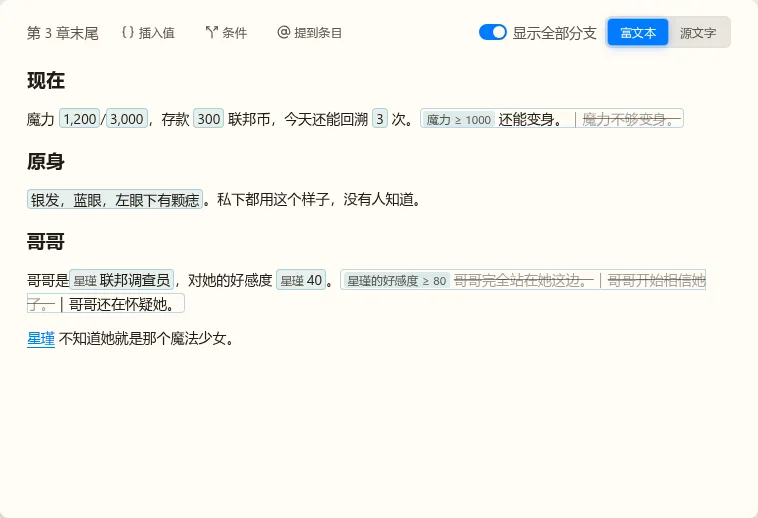 第 3 章末尾 {} 插入值 条件 @ 提到条目 显示全部分支 富文本 源文字
现在
魔力 1,200/3,000，存款 300 联邦币，今天还能回溯 3 次。 魔力 ≥ 1000 还能变身。 | 魔力不够变身。
原身
银发，蓝眼，左眼下有颗痣。私下都用这个样子，没有人知道。
哥哥
哥哥是 星瑾 联邦调查员，对她的好感度 星瑾 40。 星瑾的好感度 ≥ 80 哥哥完全站在她这边。 | 哥哥开始相信她
了。 | 哥哥还在怀疑她。
星瑾 不知道她就是那个魔法少女。